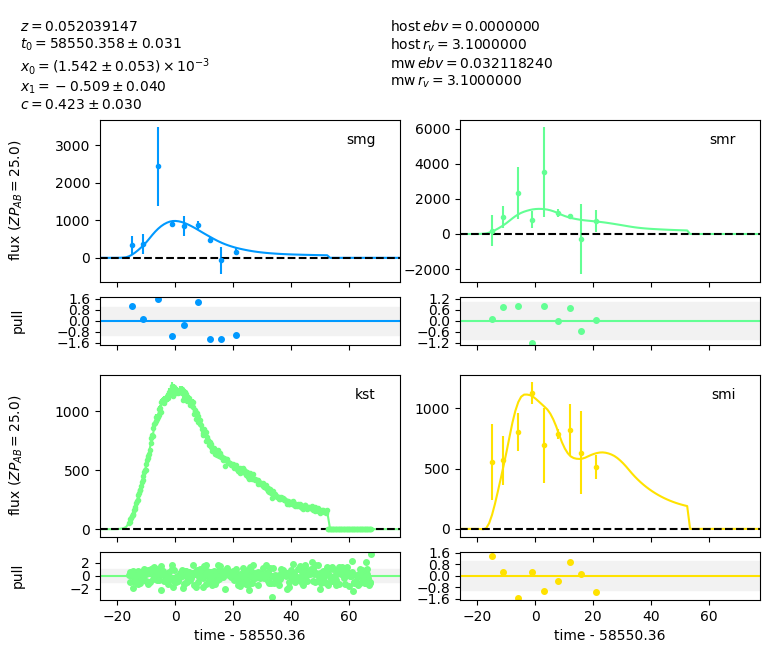 z = 0.052039147
t₀ = 58550.358 ± 0.031
x₀ = (1.542 ± 0.053) × 10⁻³
x₁ = −0.509 ± 0.040
c = 0.423 ± 0.030
host ebv = 0.0000000
host r_v = 3.1000000
mw ebv = 0.032118240
mw r_v = 3.1000000
smg
flux (ZP_AB = 25.0)
3000
2000
1000
0
smr
6000
4000
2000
0
−2000
pull
1.6
0.8
0.0
−0.8
−1.6
1.2
0.6
0.0
−0.6
−1.2
kst
flux (ZP_AB = 25.0)
1000
500
0
smi
1000
500
0
pull
2
0
−2
1.6
0.8
0.0
−0.8
−1.6
−20 0 20 40 60
−20 0 20 40 60
time - 58550.36
time - 58550.36